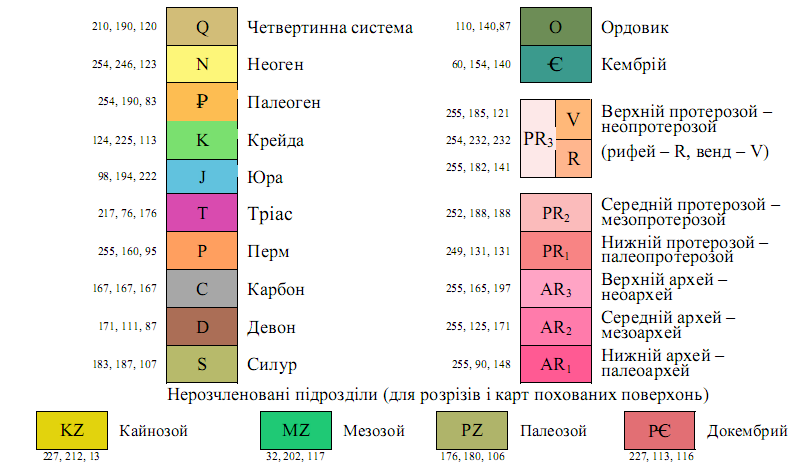 210, 190, 120 Q Четвертинна система
254, 246, 123 N Неоген
254, 190, 83 ₽ Палеоген
124, 225, 113 K Крейда
98, 194, 222 J Юра
217, 76, 176 T Тріас
255, 160, 95 P Перм
167, 167, 167 C Карбон
171, 111, 87 D Девон
183, 187, 107 S Силур
110, 140,87 O Ордовик
60, 154, 140 Є Кембрій
255, 185, 121 V Верхній протерозой –
неопротерозой
254, 232, 232 PR₃
(рифей – R, венд – V)
255, 182, 141 R
252, 188, 188 PR₂ Середній протерозой –
мезопротерозой
249, 131, 131 PR₁ Нижній протерозой –
палеопротерозой
255, 165, 197 AR₃ Верхній архей –
неоархей
255, 125, 171 AR₂ Середній архей –
мезоархей
255, 90, 148 AR₁ Нижній архей –
палеоархей
Нерозчленовані підрозділи (для розрізів і карт похованих поверхонь)
KZ Кайнозой MZ Мезозой PZ Палеозой PЄ Докембрий
227, 212, 13 32, 202, 117 176, 180, 106 227, 113, 116